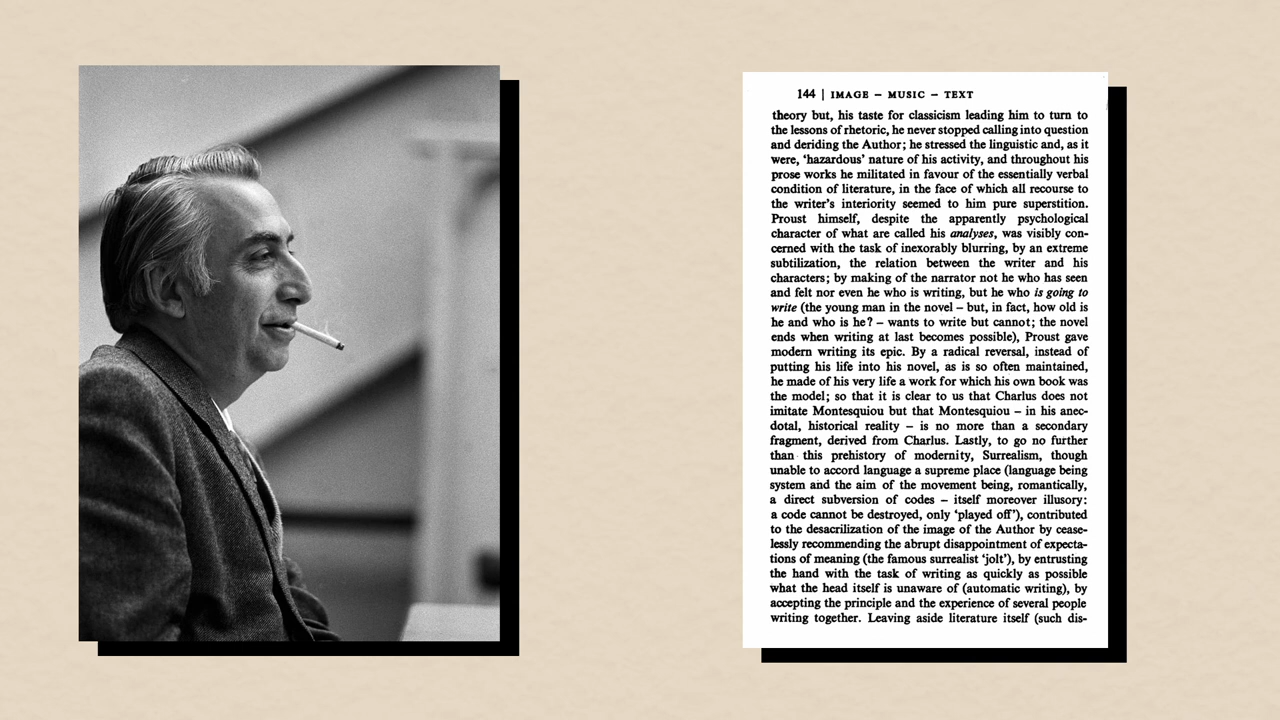 144 | IMAGE – MUSIC – TEXT
theory but, his taste for classicism leading him to turn to
the lessons of rhetoric, he never stopped calling into question
and deriding the Author; he stressed the linguistic and, as it
were, ‘hazardous’ nature of his activity, and throughout his
prose works he militated in favour of the essentially verbal
condition of literature, in the face of which all recourse to
the writer’s interiority seemed to him pure superstition.
Proust himself, despite the apparently psychological
character of what are called his analyses, was visibly con-
cerned with the task of inexorably blurring, by an extreme
subtilization, the relation between the writer and his
characters; by making of the narrator not he who has seen
and felt nor even he who is writing, but he who is going to
write (the young man in the novel – but, in fact, how old is
he and who is he? – wants to write but cannot; the novel
ends when writing at last becomes possible), Proust gave
modern writing its epic. By a radical reversal, instead of
putting his life into his novel, as is so often maintained,
he made of his very life a work for which his own book was
the model; so that it is clear to us that Charlus does not
imitate Montesquiou but that Montesquiou – in his anec-
dotal, historical reality – is no more than a secondary
fragment, derived from Charlus. Lastly, to go no further
than this prehistory of modernity, Surrealism, though
unable to accord language a supreme place (language being
system and the aim of the movement being, romantically,
a direct subversion of codes – itself moreover illusory:
a code cannot be destroyed, only ‘played off’), contributed
to the desacrilization of the image of the Author by cease-
lessly recommending the abrupt disappointment of expecta-
tions of meaning (the famous surrealist ‘jolt’), by entrusting
the hand with the task of writing as quickly as possible
what the head itself is unaware of (automatic writing), by
accepting the principle and the experience of several people
writing together. Leaving aside literature itself (such dis-